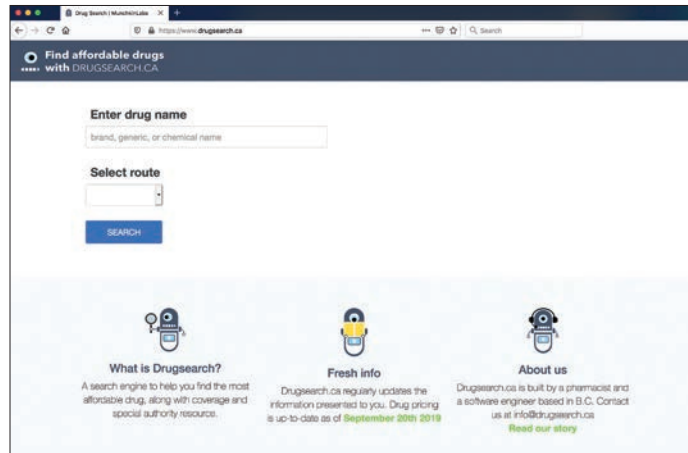 Drug Search | MunchkinLabs
https://www.drugsearch.ca
Search
Find affordable drugs
with DRUGSEARCH.CA
Enter drug name
brand, generic, or chemical name
Select route
SEARCH
What is Drugsearch?
A search engine to help you find the most
affordable drug, along with coverage and
special authority resource.
Fresh info
Drugsearch.ca regularly updates the
information presented to you. Drug pricing
is up-to-date as of September 20th 2019
About us
Drugsearch.ca is built by a pharmacist and
a software engineer based in B.C. Contact
us at info@drugsearch.ca
Read our story